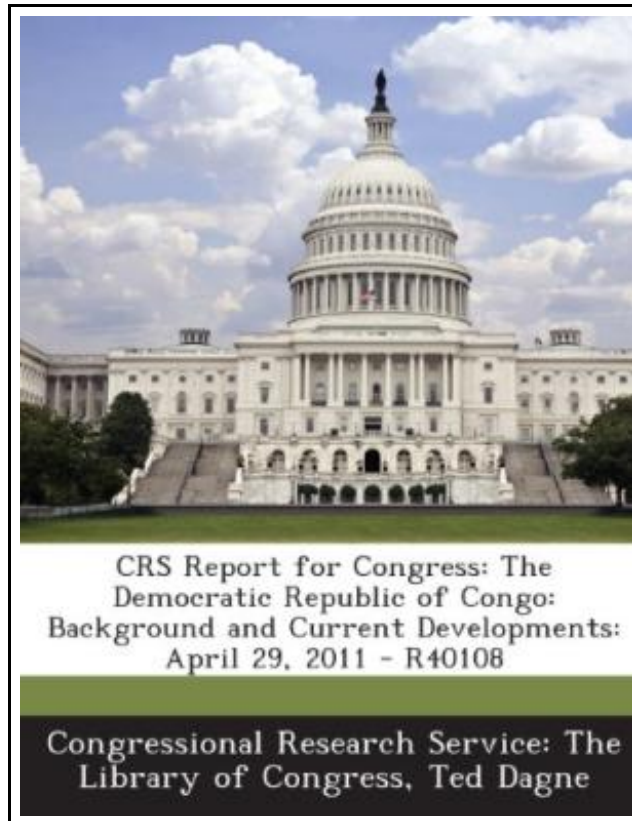 CRS Report for Congress: The
Democratic Republic of Congo:
Background and Current Developments:
April 29, 2011 - R40108
Congressional Research Service: The
Library of Congress, Ted Dagne